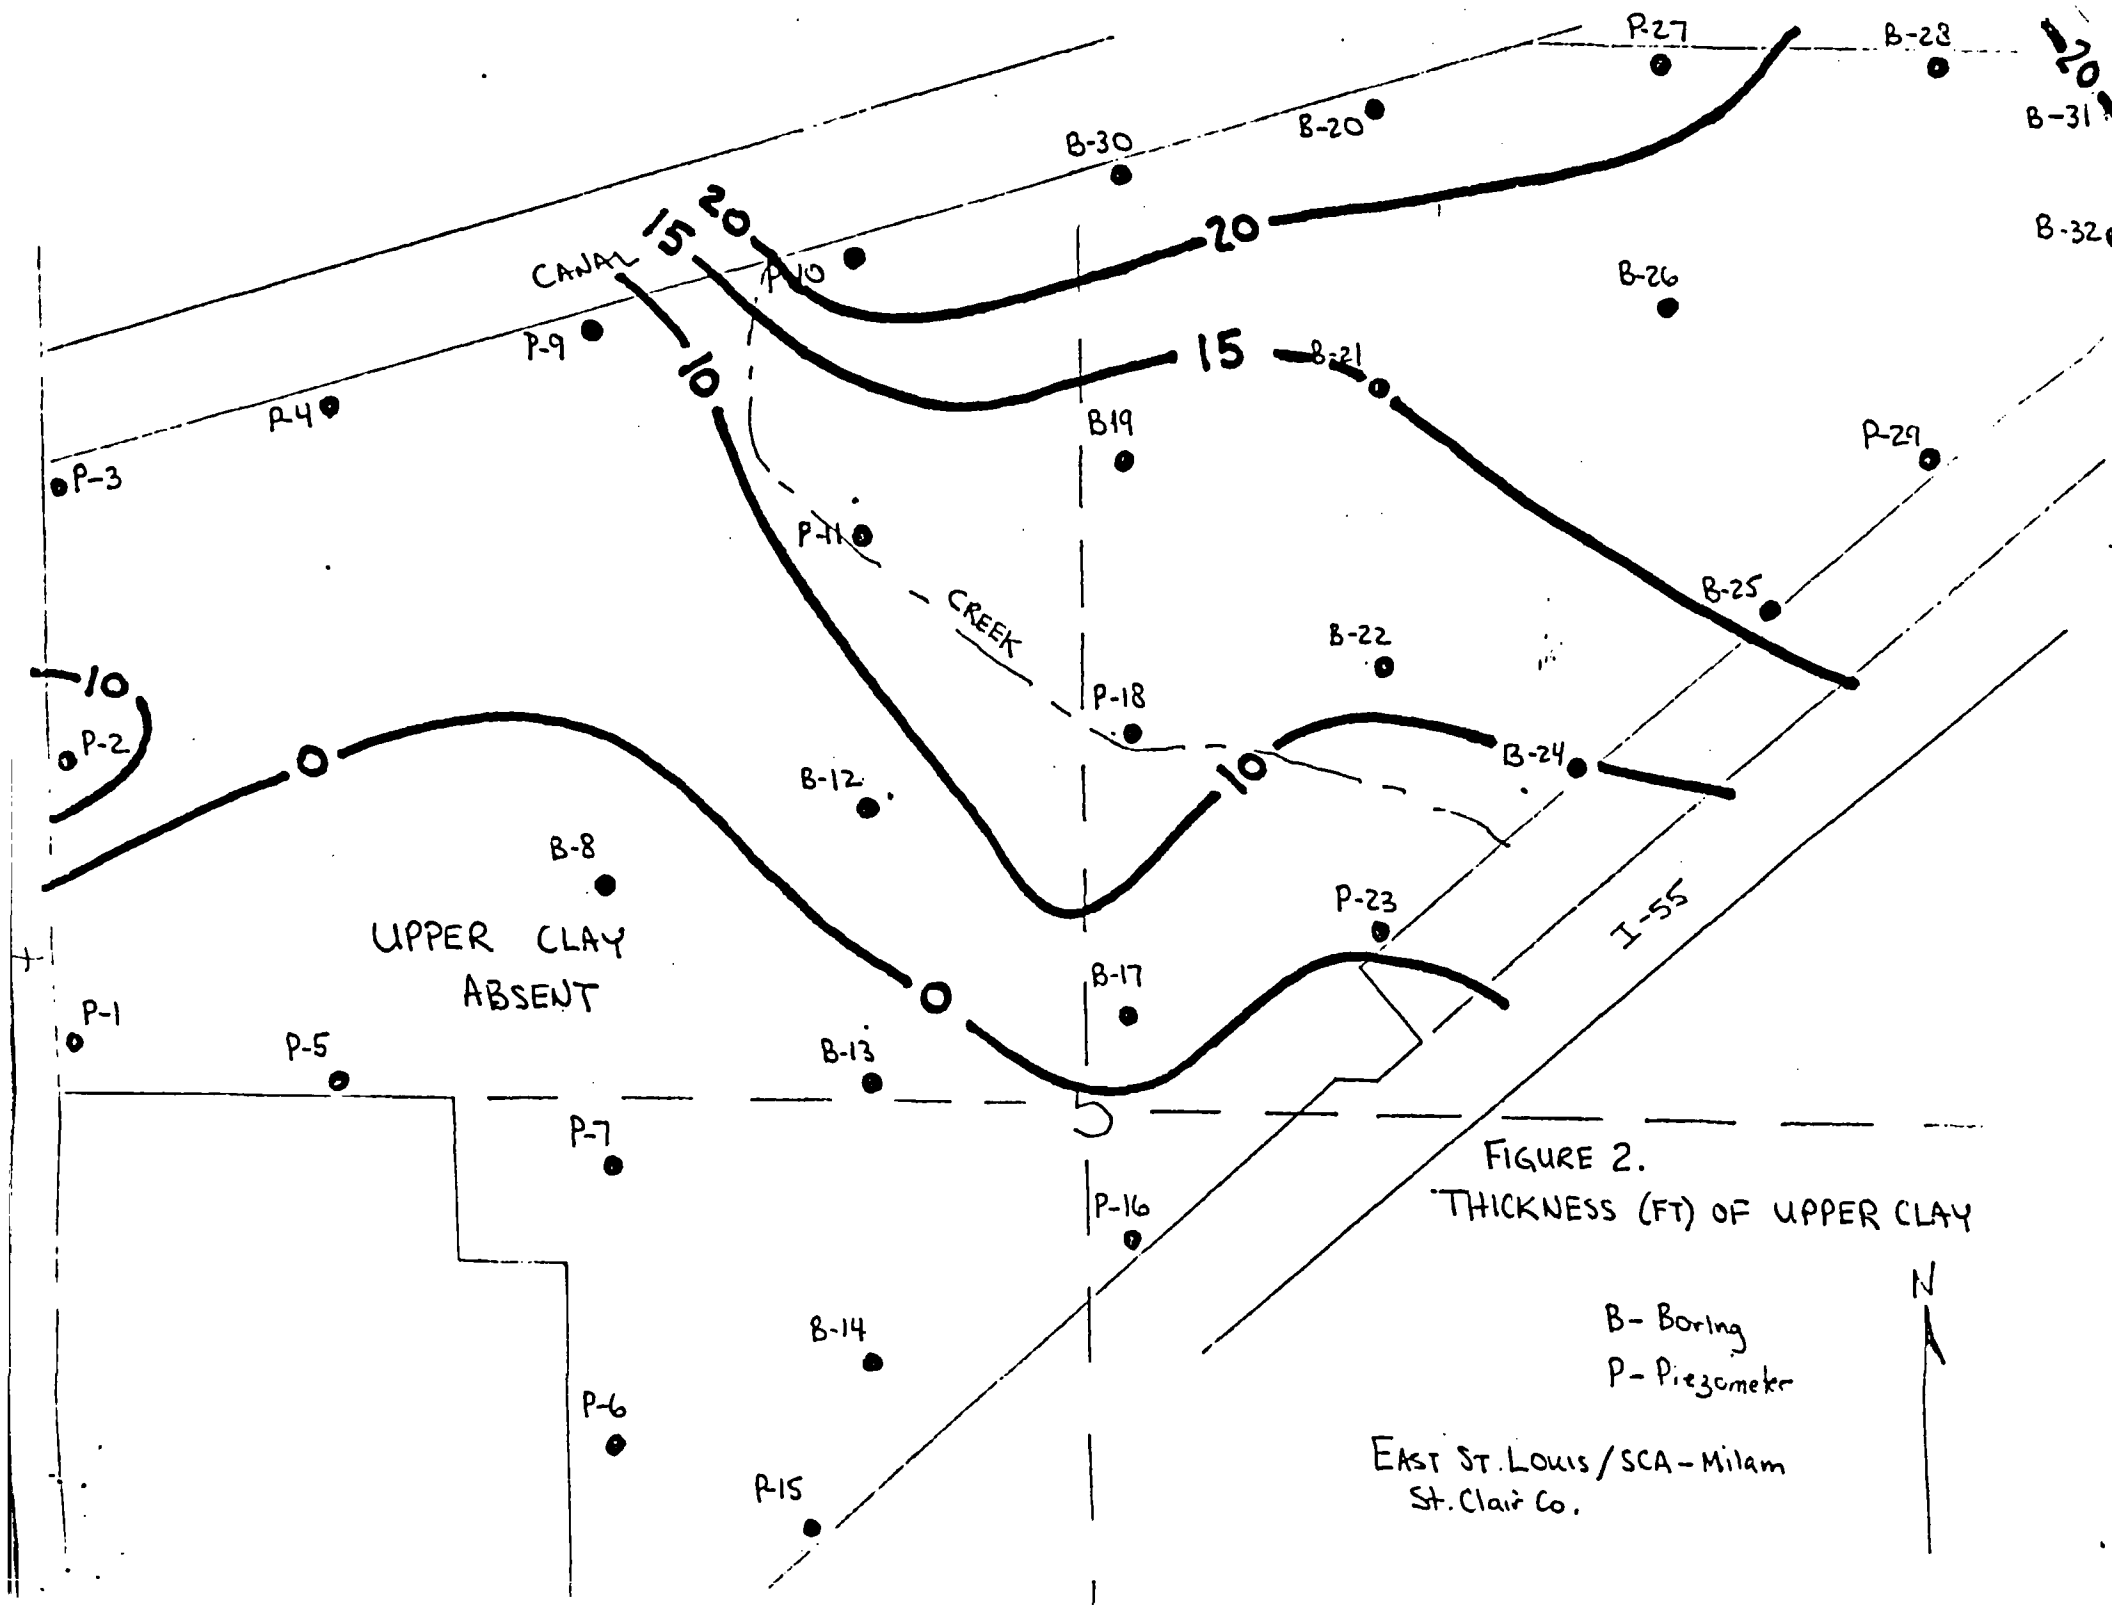 P-27
B-28
20
B-31
B-20
B-30
20
15
20
B-32
CANAL
P-10
B-26
P-9
10
15
B-21
P-4
B19
P-29
P-3
P-11
B-25
CREEK
B-22
10
P-18
P-2
0
10
B-24
B-12
B-8
P-23
I-55
UPPER CLAY
ABSENT
0
B-17
P-1
P-5
B-13
5
P-7
FIGURE 2.
THICKNESS (FT) OF UPPER CLAY
P-16
N
B- Boring
P- Piezometer
B-14
P-6
EAST ST. LOUIS / SCA-Milam
St. Clair Co.
P-15